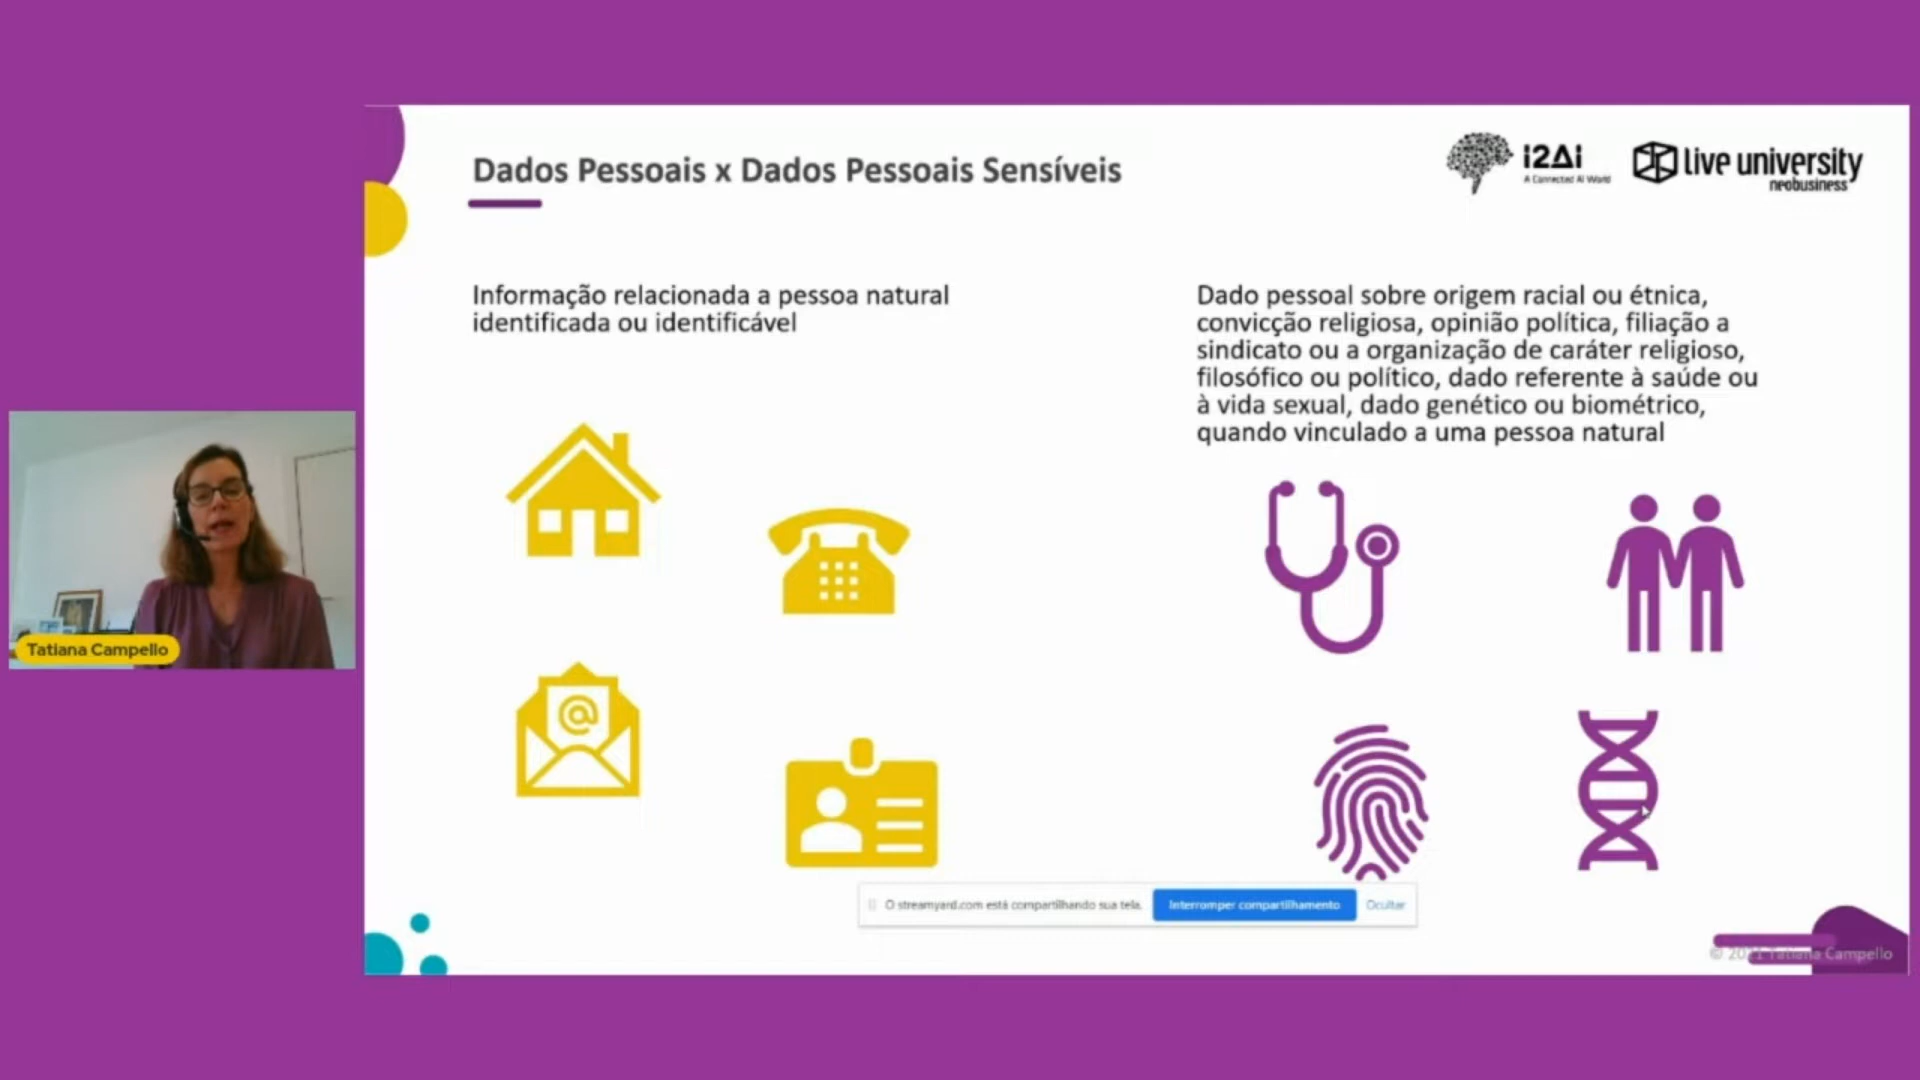 Dados Pessoais x Dados Pessoais Sensíveis
i2Ai
A Connected AI World
live university
neobusiness
Informação relacionada a pessoa natural
identificada ou identificável
Dado pessoal sobre origem racial ou étnica,
convicção religiosa, opinião política, filiação a
sindicato ou a organização de caráter religioso,
filosófico ou político, dado referente à saúde ou
à vida sexual, dado genético ou biométrico,
quando vinculado a uma pessoa natural
@
Tatiana Campello
O streamyard.com está compartilhando sua tela.
Interromper compartilhamento
Ocultar
© 2021 Tatiana Campello